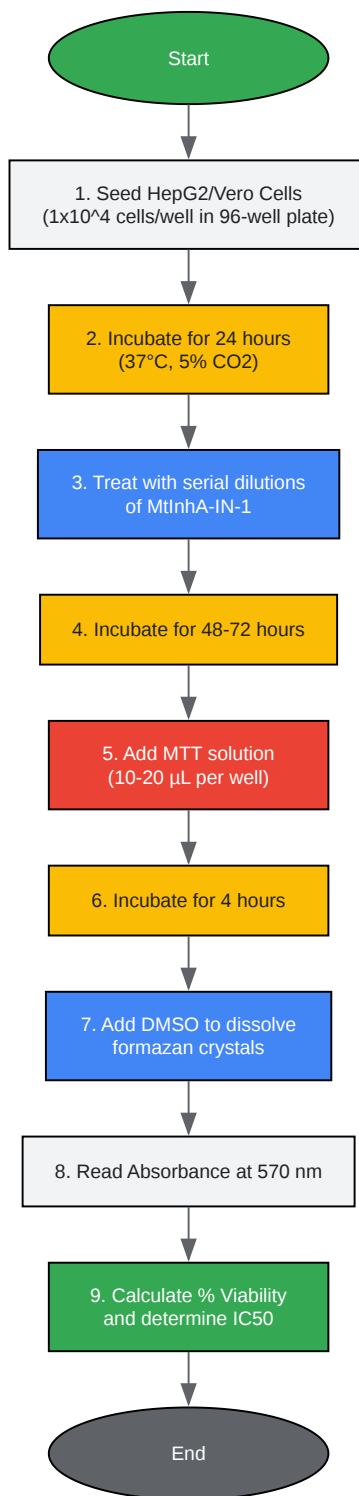 Start
1. Seed HepG2/Vero Cells
(1x10^4 cells/well in 96-well plate)
2. Incubate for 24 hours
(37°C, 5% CO2)
3. Treat with serial dilutions
of MtInhA-IN-1
4. Incubate for 48-72 hours
5. Add MTT solution
(10-20 µL per well)
6. Incubate for 4 hours
7. Add DMSO to dissolve
formazan crystals
8. Read Absorbance at 570 nm
9. Calculate % Viability
and determine IC50
End